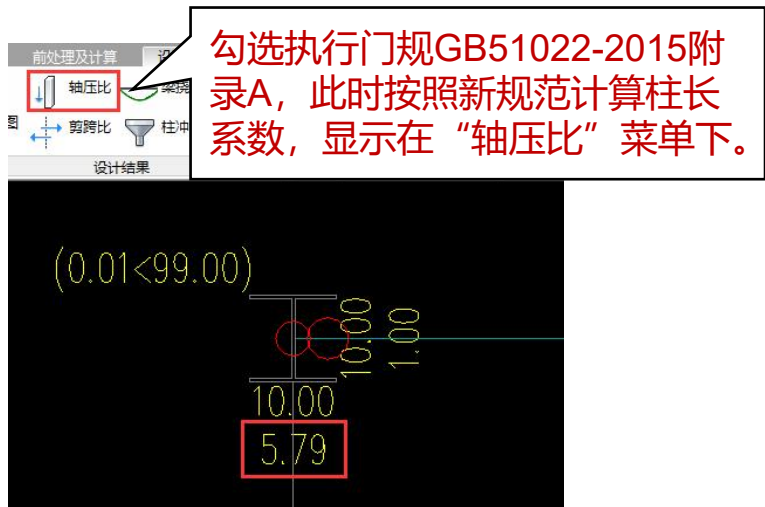 勾选执行门规GB51022-2015附
录A，此时按照新规范计算柱长
系数，显示在“轴压比”菜单下。
前处理及计算
轴压比
剪跨比
柱冲
图
设计结果
(0.01<99.00)
10.00
1.00
10.00
5.79